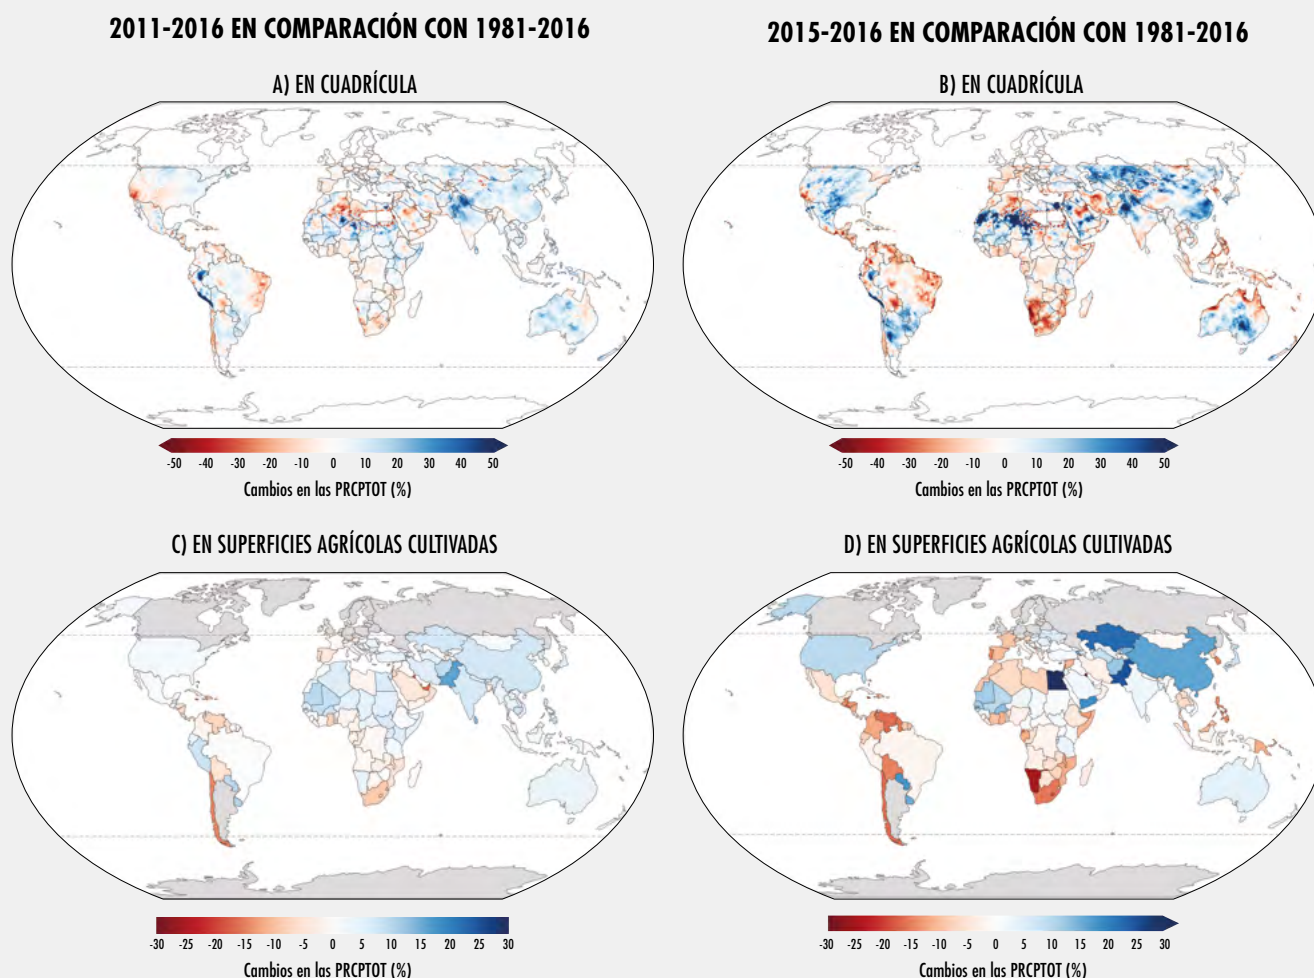 2011-2016 EN COMPARACIÓN CON 1981-2016
2015-2016 EN COMPARACIÓN CON 1981-2016
A) EN CUADRÍCULA
B) EN CUADRÍCULA
-50 -40 -30 -20 -10 0 10 20 30 40 50
Cambios en las PRCPTOT (%)
-50 -40 -30 -20 -10 0 10 20 30 40 50
Cambios en las PRCPTOT (%)
C) EN SUPERFICIES AGRÍCOLAS CULTIVADAS
D) EN SUPERFICIES AGRÍCOLAS CULTIVADAS
-30 -25 -20 -15 -10 -5 0 5 10 15 20 25 30
Cambios en las PRCPTOT (%)
-30 -25 -20 -15 -10 -5 0 5 10 15 20 25 30
Cambios en las PRCPTOT (%)